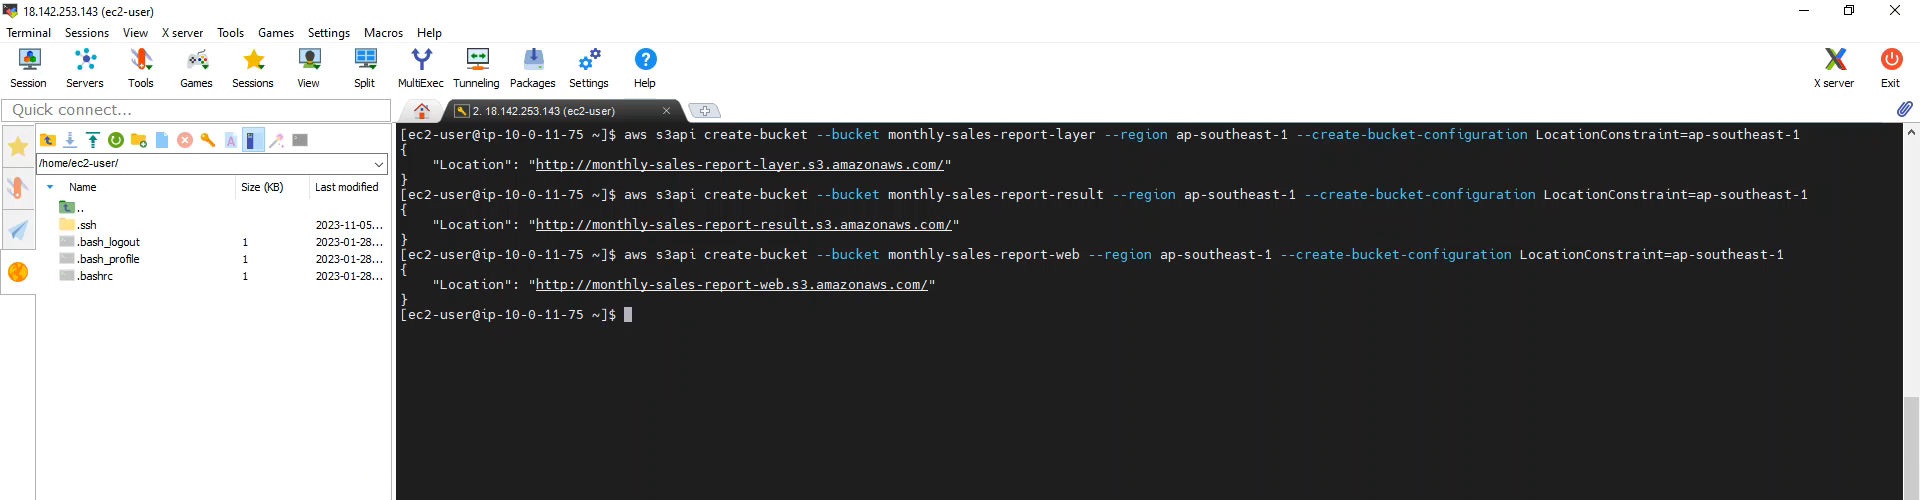 18.142.253.143 (ec2-user)
Terminal Sessions View X server Tools Games Settings Macros Help
Session Servers Tools Games Sessions View Split MultiExec Tunneling Packages Settings Help X server Exit
Quick connect...
2. 18.142.253.143 (ec2-user)
/home/ec2-user/
Name Size (KB) Last modified
..
.ssh 2023-11-05...
.bash_logout 1 2023-01-28...
.bash_profile 1 2023-01-28...
.bashrc 1 2023-01-28...
[ec2-user@ip-10-0-11-75 ~]$ aws s3api create-bucket --bucket monthly-sales-report-layer --region ap-southeast-1 --create-bucket-configuration LocationConstraint=ap-southeast-1
{
"Location": "http://monthly-sales-report-layer.s3.amazonaws.com/"
}
[ec2-user@ip-10-0-11-75 ~]$ aws s3api create-bucket --bucket monthly-sales-report-result --region ap-southeast-1 --create-bucket-configuration LocationConstraint=ap-southeast-1
{
"Location": "http://monthly-sales-report-result.s3.amazonaws.com/"
}
[ec2-user@ip-10-0-11-75 ~]$ aws s3api create-bucket --bucket monthly-sales-report-web --region ap-southeast-1 --create-bucket-configuration LocationConstraint=ap-southeast-1
{
"Location": "http://monthly-sales-report-web.s3.amazonaws.com/"
}
[ec2-user@ip-10-0-11-75 ~]$